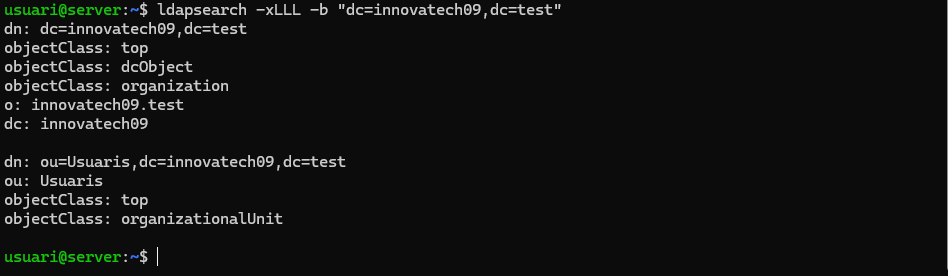 usuari@server:~$ ldapsearch -xLLL -b "dc=innovatech09,dc=test"
dn: dc=innovatech09,dc=test
objectClass: top
objectClass: dcObject
objectClass: organization
o: innovatech09.test
dc: innovatech09

dn: ou=Usuaris,dc=innovatech09,dc=test
ou: Usuaris
objectClass: top
objectClass: organizationalUnit

usuari@server:~$